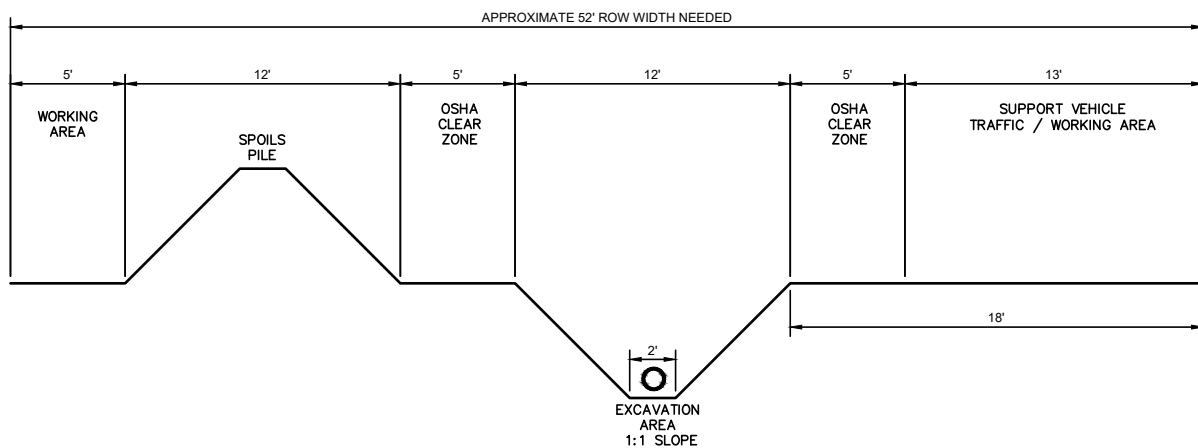 APPROXIMATE 52' ROW WIDTH NEEDED
5'
12'
5'
12'
5'
13'
WORKING
AREA
SPOILS
PILE
OSHA
CLEAR
ZONE
OSHA
CLEAR
ZONE
SUPPORT VEHICLE
TRAFFIC / WORKING AREA
18'
2'
EXCAVATION
AREA
1:1 SLOPE